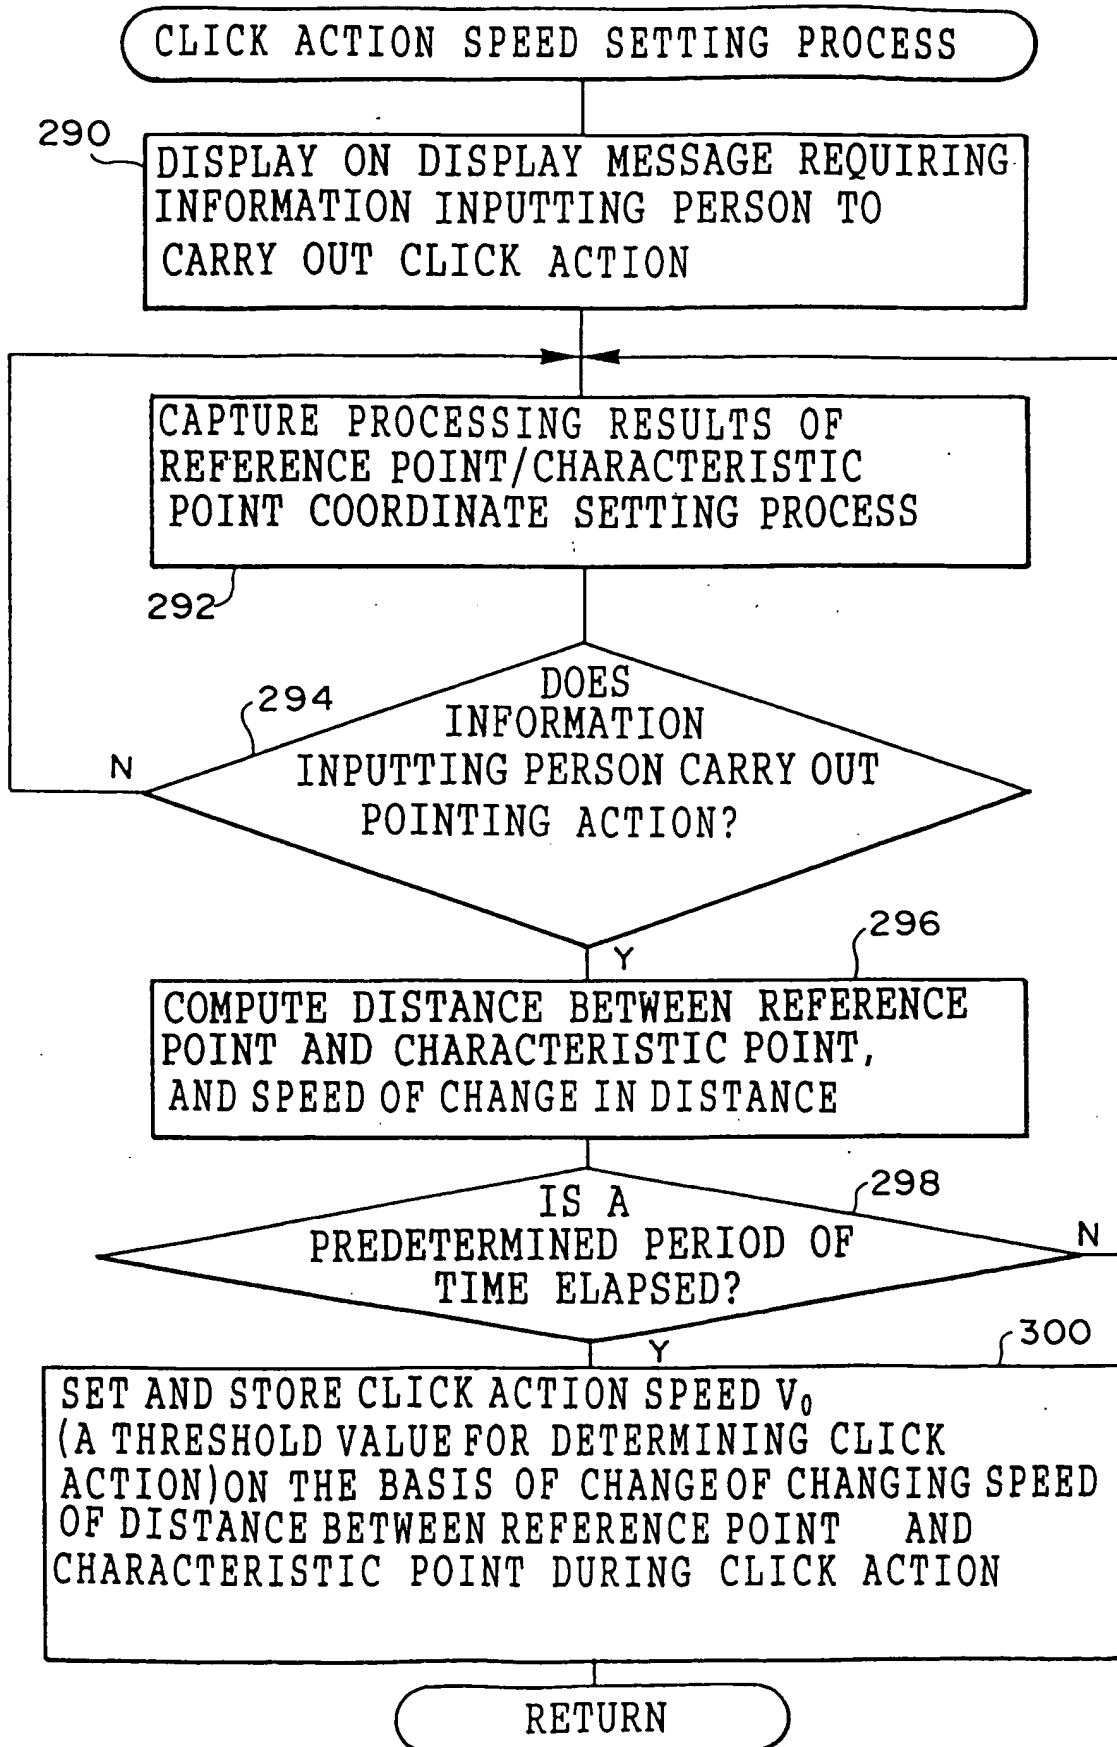 CLICK ACTION SPEED SETTING PROCESS
290
DISPLAY ON DISPLAY MESSAGE REQUIRING
INFORMATION INPUTTING PERSON TO
CARRY OUT CLICK ACTION
CAPTURE PROCESSING RESULTS OF
REFERENCE POINT/CHARACTERISTIC
POINT COORDINATE SETTING PROCESS
292
294
DOES
INFORMATION
INPUTTING PERSON CARRY OUT
POINTING ACTION?
N
Y
296
COMPUTE DISTANCE BETWEEN REFERENCE
POINT AND CHARACTERISTIC POINT,
AND SPEED OF CHANGE IN DISTANCE
298
IS A
PREDETERMINED PERIOD OF
TIME ELAPSED?
N
Y
300
SET AND STORE CLICK ACTION SPEED V₀
(A THRESHOLD VALUE FOR DETERMINING CLICK
ACTION)ON THE BASIS OF CHANGE OF CHANGING SPEED
OF DISTANCE BETWEEN REFERENCE POINT AND
CHARACTERISTIC POINT DURING CLICK ACTION
RETURN